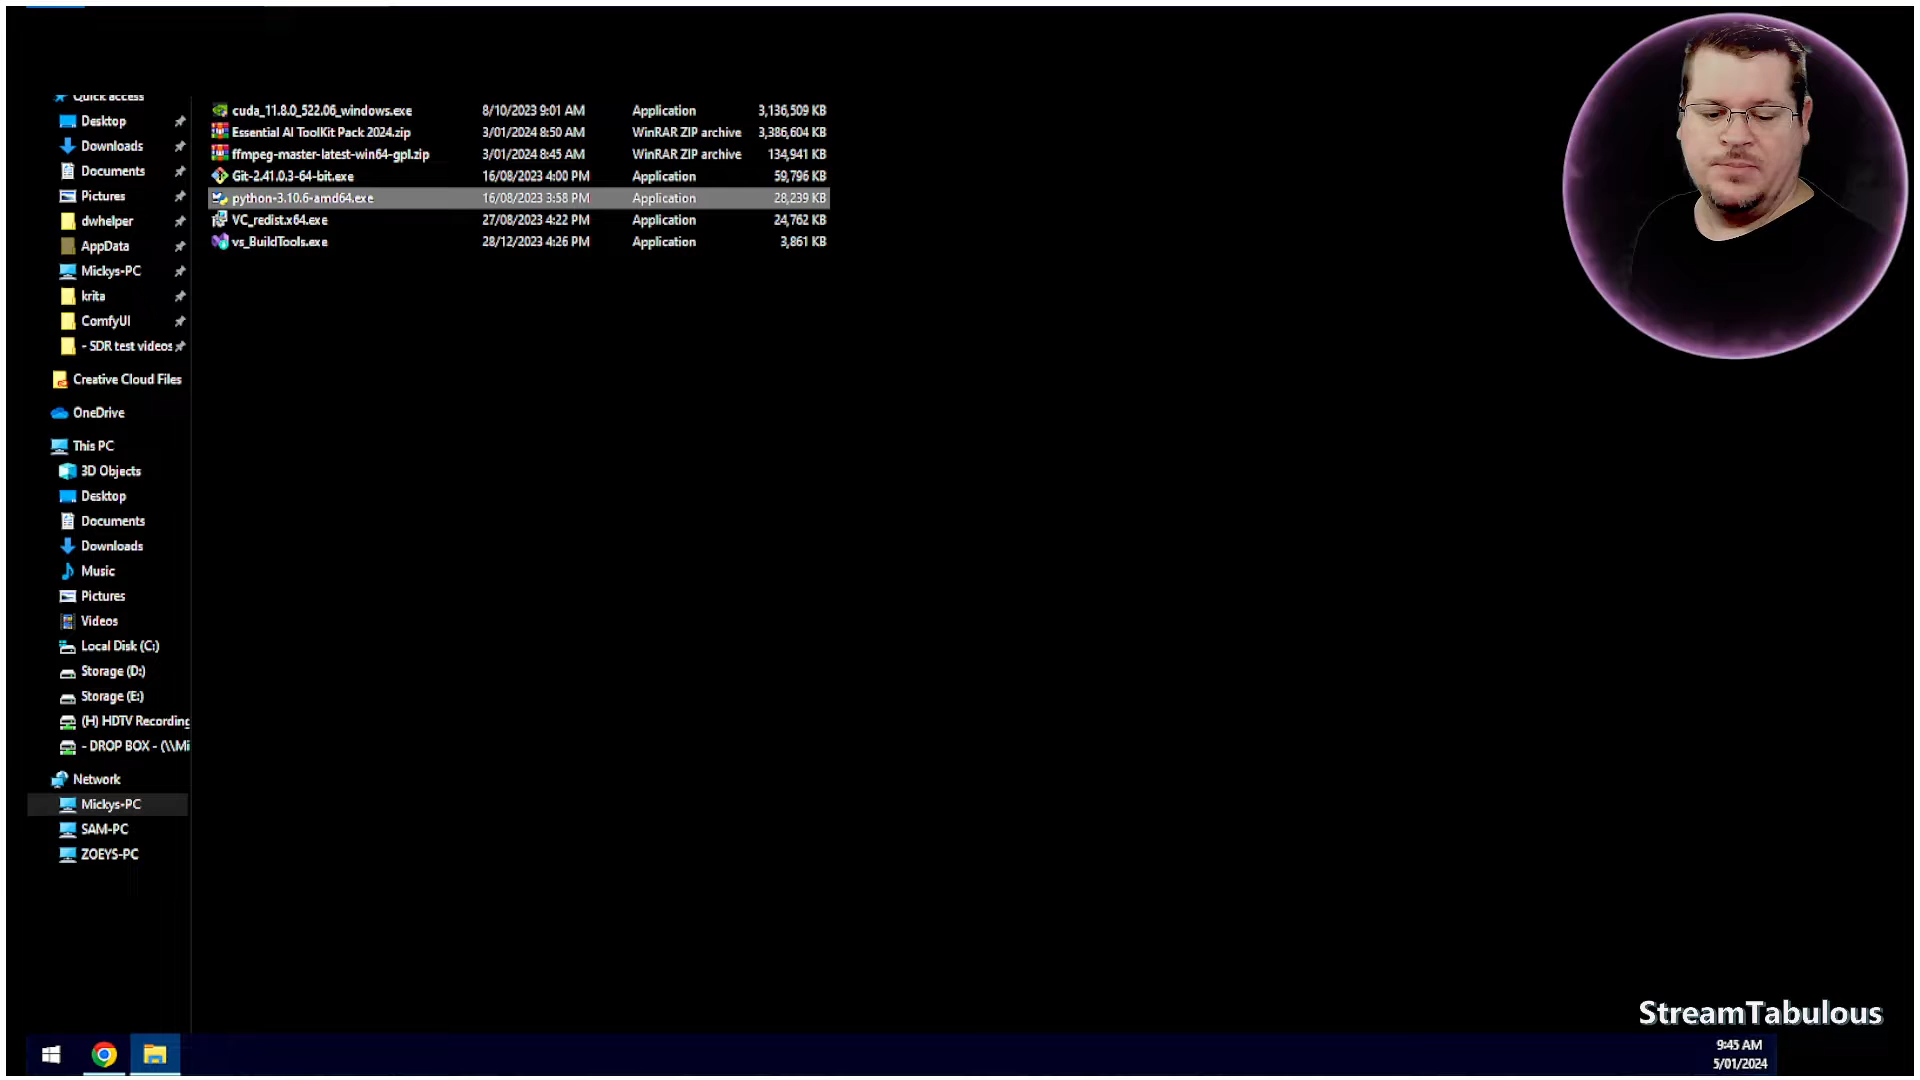 Quick access
Desktop
Downloads
Documents
Pictures
dwhelper
AppData
Mickys-PC
krita
ComfyUI
- SDR test videos
Creative Cloud Files
OneDrive
This PC
3D Objects
Desktop
Documents
Downloads
Music
Pictures
Videos
Local Disk (C:)
Storage (D:)
Storage (E:)
(H) HDTV Recording
- DROP BOX - (\\Mi
Network
Mickys-PC
SAM-PC
ZOEYS-PC
cuda_11.8.0_522.06_windows.exe 8/10/2023 9:01 AM Application 3,136,509 KB
Essential AI ToolKit Pack 2024.zip 3/01/2024 8:50 AM WinRAR ZIP archive 3,386,604 KB
ffmpeg-master-latest-win64-gpl.zip 3/01/2024 8:45 AM WinRAR ZIP archive 134,941 KB
Git-2.41.0.3-64-bit.exe 16/08/2023 4:00 PM Application 59,796 KB
python-3.10.6-amd64.exe 16/08/2023 3:58 PM Application 28,239 KB
VC_redist.x64.exe 27/08/2023 4:22 PM Application 24,762 KB
vs_BuildTools.exe 28/12/2023 4:26 PM Application 3,861 KB
StreamTabulous
9:45 AM
5/01/2024